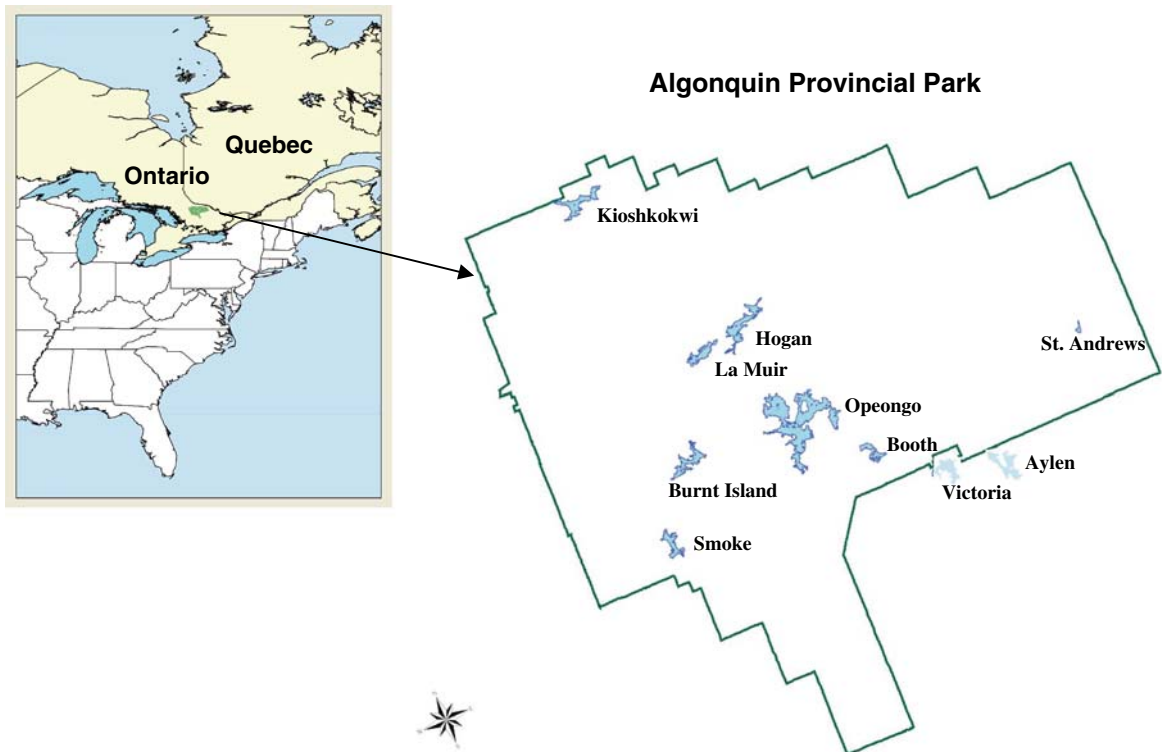 Algonquin Provincial Park
Quebec
Ontario
Kioshkokwi
Hogan
La Muir
St. Andrews
Opeongo
Booth
Aylen
Victoria
Burnt Island
Smoke